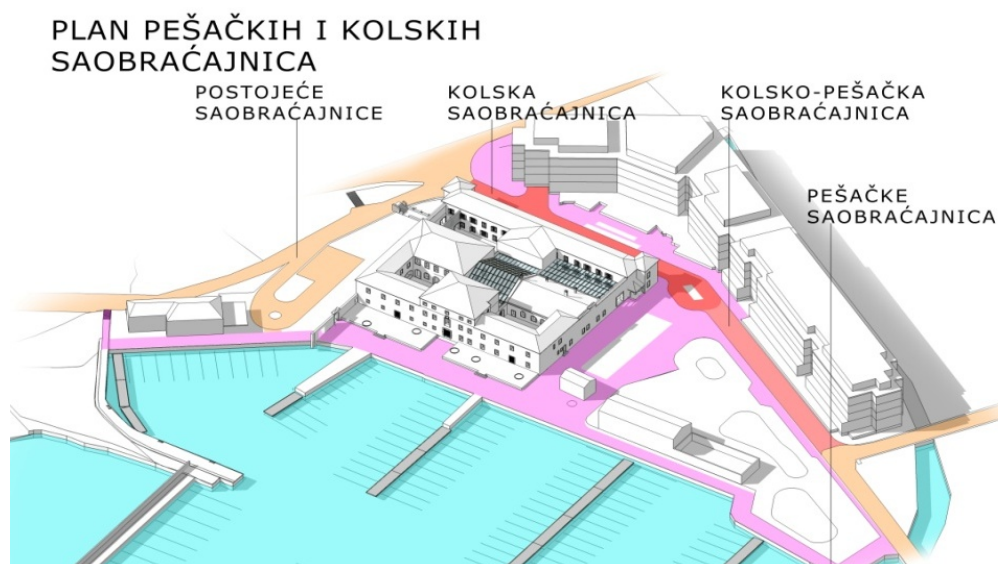 PLAN PEŠAČKIH I KOLSKIH
SAOBRAĆAJNICA
POSTOJEĆE
SAOBRAĆAJNICE
KOLSKA
SAOBRAĆAJNICA
KOLSKO-PEŠAČKA
SAOBRAĆAJNICA
PEŠAČKE
SAOBRAĆAJNICA